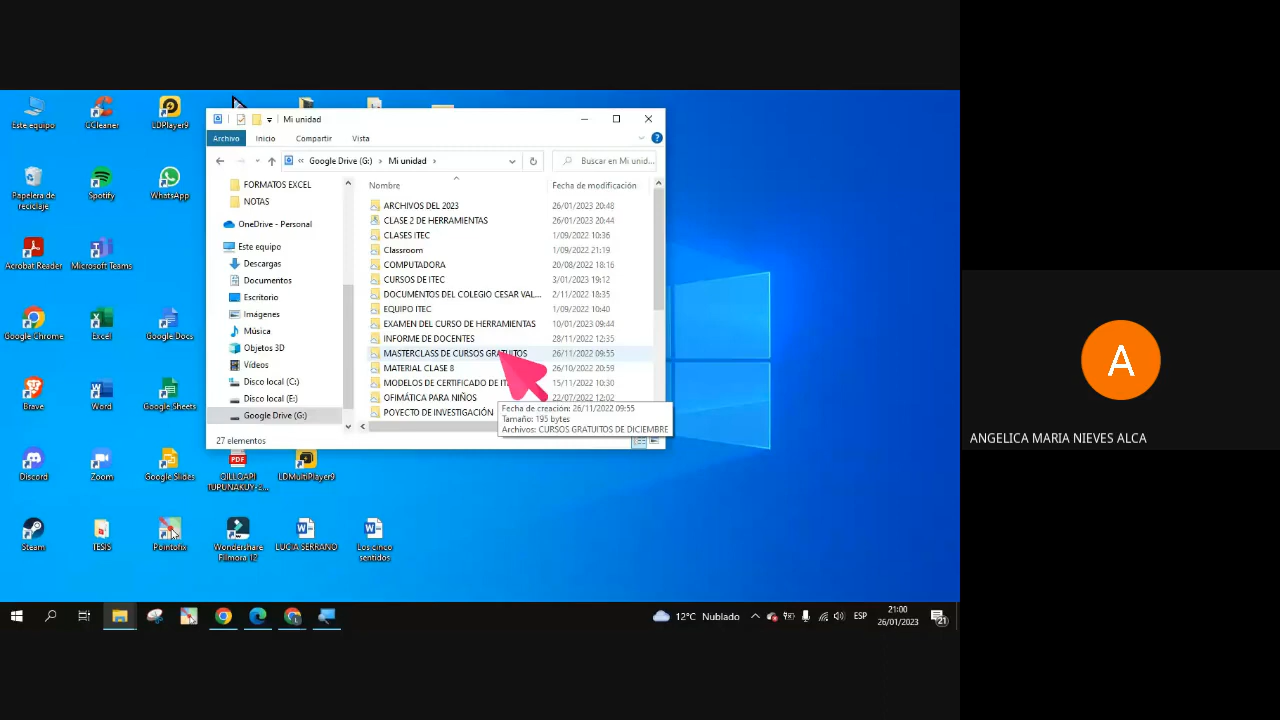 Mi unidad
Archivo Inicio Compartir Vista
Google Drive (G:) Mi unidad
Buscar en Mi unid...
FORMATOS EXCEL
NOTAS
OneDrive - Personal
Este equipo
Descargas
Documentos
Escritorio
Imágenes
Música
Objetos 3D
Vídeos
Disco local (C:)
Disco local (E:)
Google Drive (G:)
Nombre Fecha de modificación
ARCHIVOS DEL 2023 26/01/2023 20:48
CLASE 2 DE HERRAMIENTAS 26/01/2023 20:44
CLASES ITEC 1/09/2022 10:36
Classroom 1/09/2022 21:19
COMPUTADORA 20/08/2022 18:16
CURSOS DE ITEC 3/01/2023 19:12
DOCUMENTOS DEL COLEGIO CESAR VAL... 2/11/2022 18:35
EQUIPO ITEC 1/09/2022 10:40
EXAMEN DEL CURSO DE HERRAMIENTAS 10/01/2023 09:44
INFORME DE DOCENTES 28/11/2022 12:35
MASTERCLASS DE CURSOS GRATUITOS 26/11/2022 09:55
MATERIAL CLASE 8 26/10/2022 20:59
MODELOS DE CERTIFICADO DE 15/11/2022 10:30
OFIMÁTICA PARA NIÑOS 22/07/2022 12:02
POYECTO DE INVESTIGACIÓN
Fecha de creación: 26/11/2022 09:55
Tamaño: 195 bytes
Archivos: CURSOS GRATUITOS DE DICIEMBRE
27 elementos
Este equipo
CCleaner
LDPlayer9
Papelera de reciclaje
Spotify
WhatsApp
Acrobat Reader
Microsoft Teams
Google Chrome
Excel
Google Docs
Brave
Word
Google Sheets
Discord
Zoom
Google Slides
QILLQAPI
LDMultiPlayer9
Steam
TESIS
Pointofix
Wondershare Filmora 12
LUCIA SERRANO
Los cinco sentidos
12°C Nublado
ESP
21:00
26/01/2023
21
A
ANGELICA MARIA NIEVES ALCA